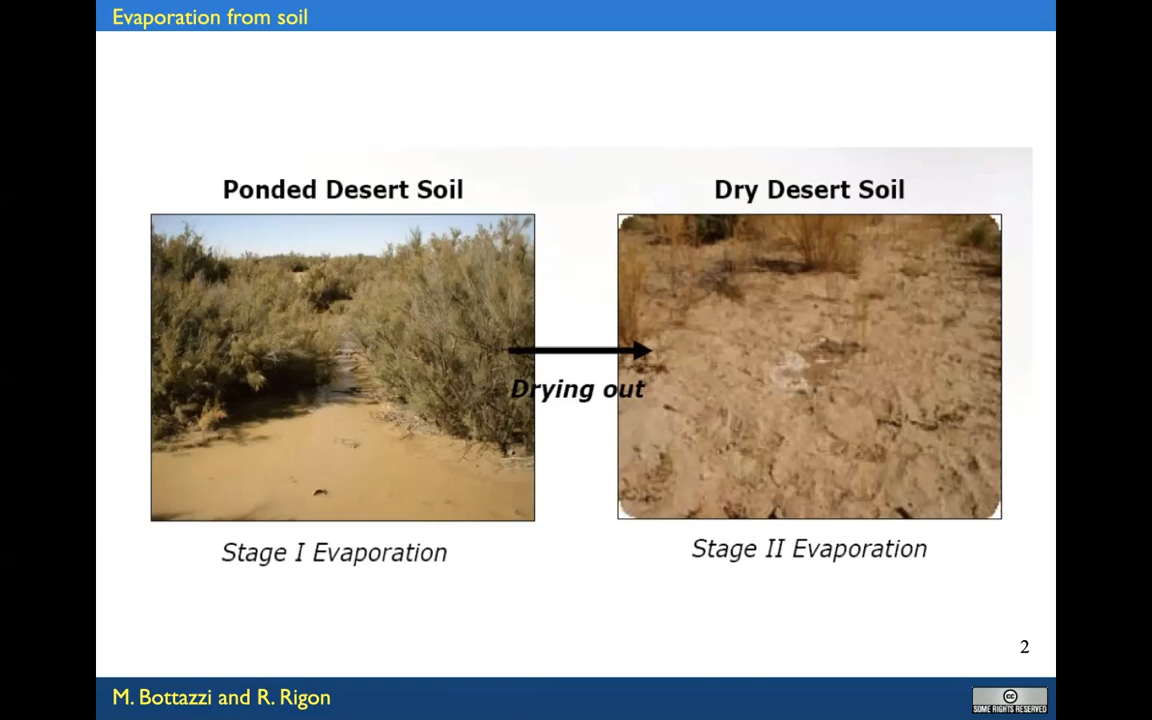 Evaporation from soil
Ponded Desert Soil
Dry Desert Soil
Drying out
Stage I Evaporation
Stage II Evaporation
2
M. Bottazzi and R. Rigon
cc
SOME RIGHTS RESERVED